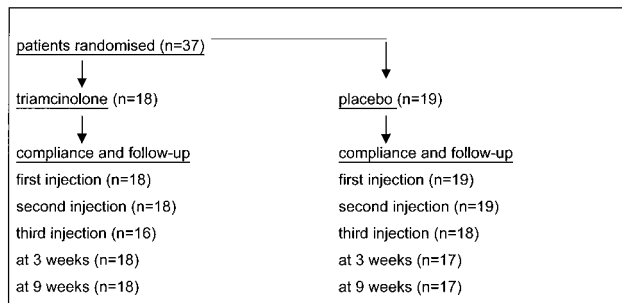 patients randomised (n=37)
triamcinolone (n=18)
placebo (n=19)
compliance and follow-up
first injection (n=18)
second injection (n=18)
third injection (n=16)
at 3 weeks (n=18)
at 9 weeks (n=18)
compliance and follow-up
first injection (n=19)
second injection (n=19)
third injection (n=18)
at 3 weeks (n=17)
at 9 weeks (n=17)